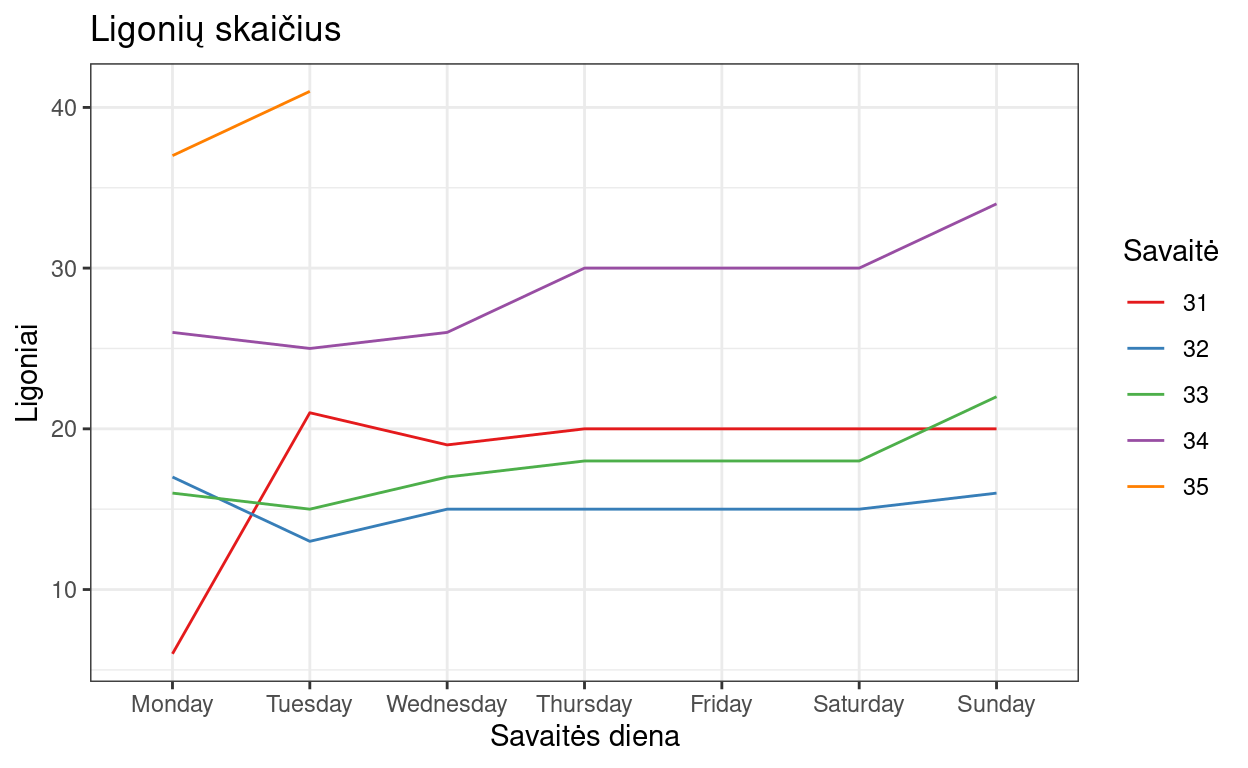 Ligonių skaičius
Ligoniai
40
30
20
10
Monday Tuesday Wednesday Thursday Friday Saturday Sunday
Savaitės diena
Savaitė
31
32
33
34
35